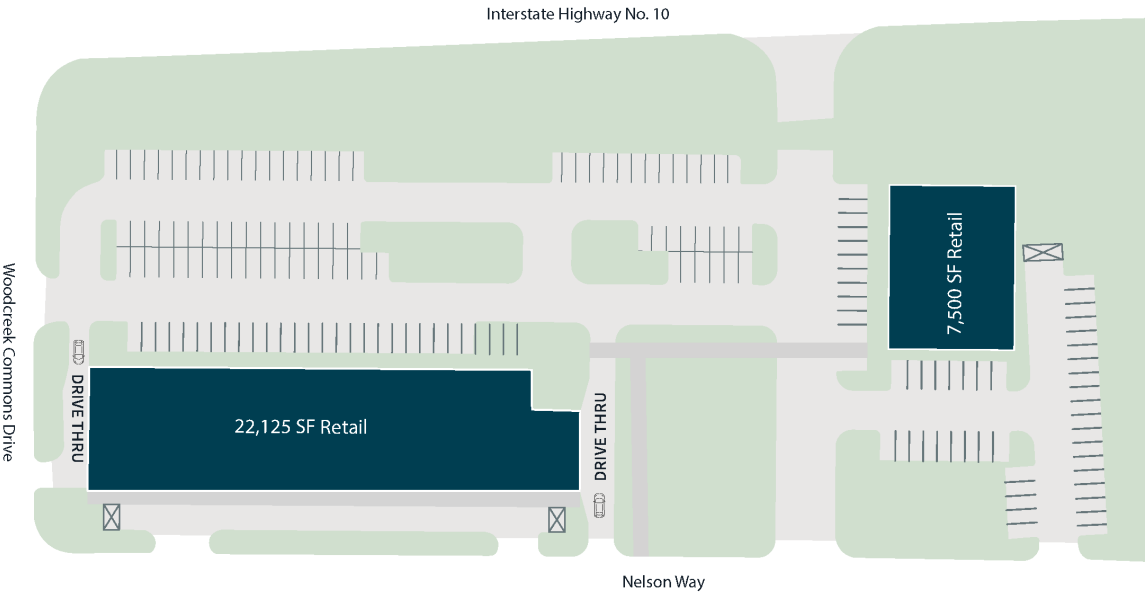 Interstate Highway No. 10
7,500 SF Retail
Woodcreek Commons Drive
DRIVE THRU
22,125 SF Retail
DRIVE THRU
Nelson Way